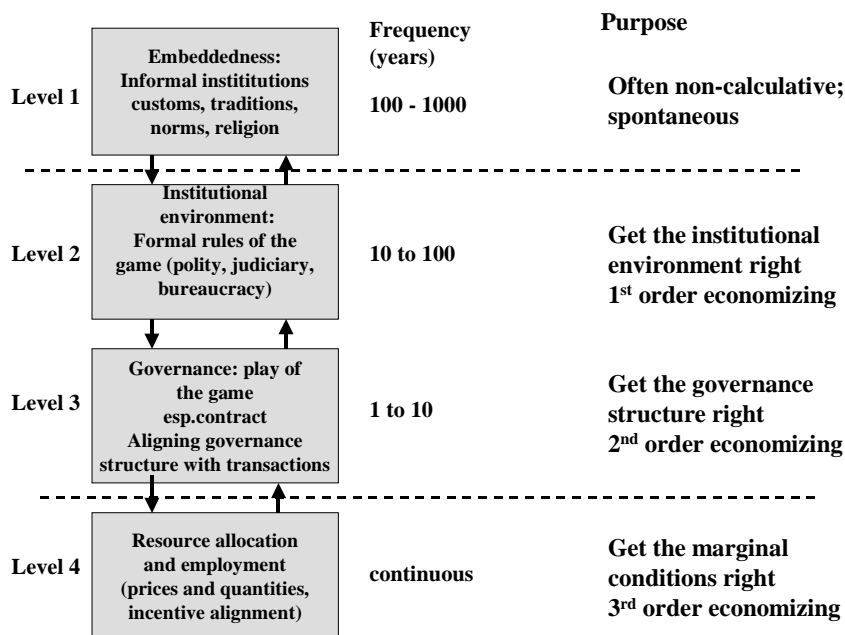 Frequency
(years)
Purpose
Level 1
Embeddedness:
Informal instititutions
customs, traditions,
norms, religion
100 - 1000
Often non-calculative;
spontaneous
Level 2
Institutional
environment:
Formal rules of the
game (polity, judiciary,
bureaucracy)
10 to 100
Get the institutional
environment right
1st order economizing
Level 3
Governance: play of
the game
esp.contract
Aligning governance
structure with transactions
1 to 10
Get the governance
structure right
2nd order economizing
Level 4
Resource allocation
and employment
(prices and quantities,
incentive alignment)
continuous
Get the marginal
conditions right
3rd order economizing